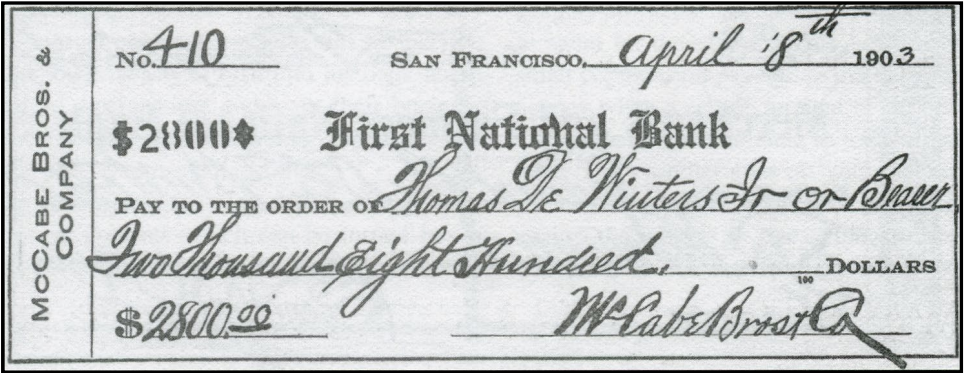 McCABE BROS. &
COMPANY
No. 410 SAN FRANCISCO, April 18th 1903
$2800 First National Bank
PAY TO THE ORDER OF Thomas De Winters Jr or Bearer
Two Thousand Eight Hundred. 100 DOLLARS
$2800.00 McCabe Bros & Co